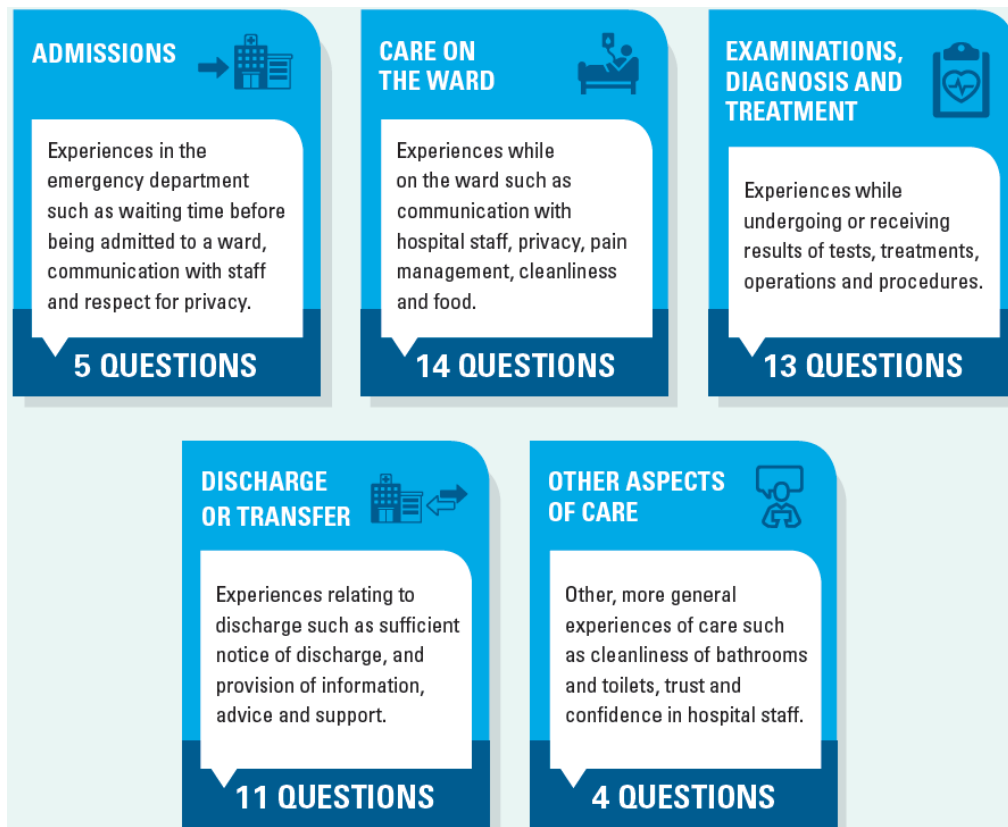 ADMISSIONS
Experiences in the
emergency department
such as waiting time before
being admitted to a ward,
communication with staff
and respect for privacy.
5 QUESTIONS
CARE ON
THE WARD
Experiences while
on the ward such as
communication with
hospital staff, privacy, pain
management, cleanliness
and food.
14 QUESTIONS
EXAMINATIONS,
DIAGNOSIS AND
TREATMENT
Experiences while
undergoing or receiving
results of tests, treatments,
operations and procedures.
13 QUESTIONS
DISCHARGE
OR TRANSFER
Experiences relating to
discharge such as sufficient
notice of discharge, and
provision of information,
advice and support.
11 QUESTIONS
OTHER ASPECTS
OF CARE
Other, more general
experiences of care such
as cleanliness of bathrooms
and toilets, trust and
confidence in hospital staff.
4 QUESTIONS